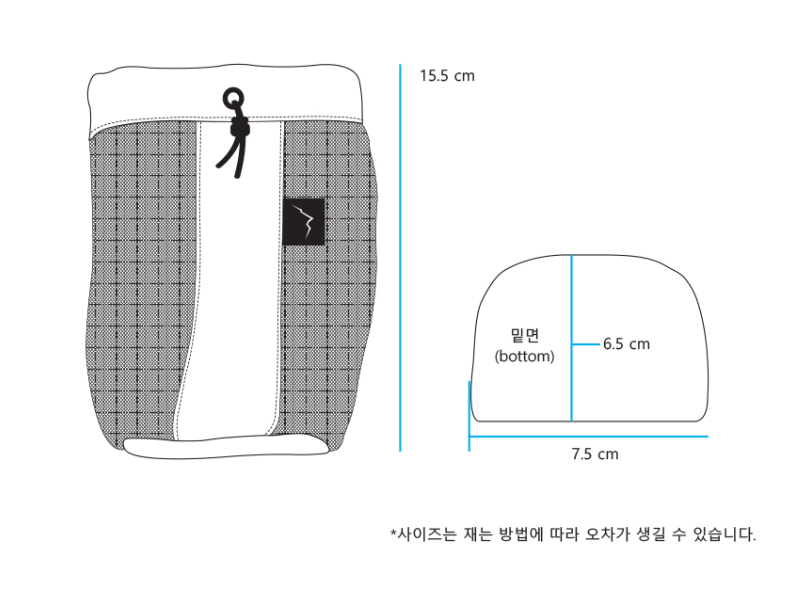 15.5 cm
밑면
(bottom)
6.5 cm
7.5 cm
*사이즈는 재는 방법에 따라 오차가 생길 수 있습니다.